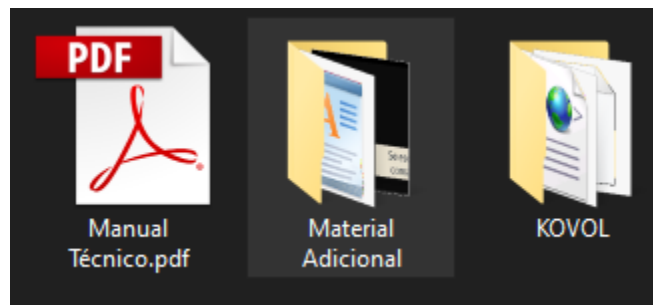 PDF
Manual
Técnico.pdf
Material
Adicional
KOVOL